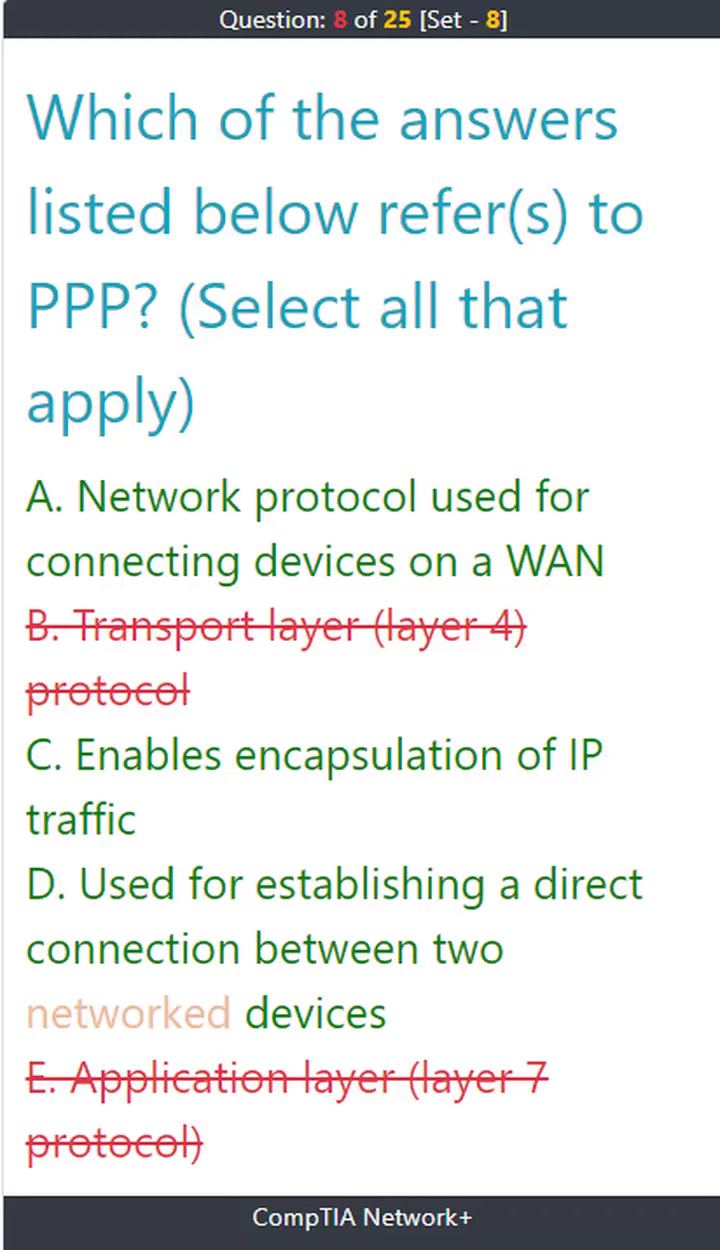 Question: 8 of 25 [Set - 8]
Which of the answers
listed below refer(s) to
PPP? (Select all that
apply)
A. Network protocol used for
connecting devices on a WAN
B. Transport layer (layer 4)
protocol
C. Enables encapsulation of IP
traffic
D. Used for establishing a direct
connection between two
networked devices
E. Application layer (layer 7
protocol)
CompTIA Network+